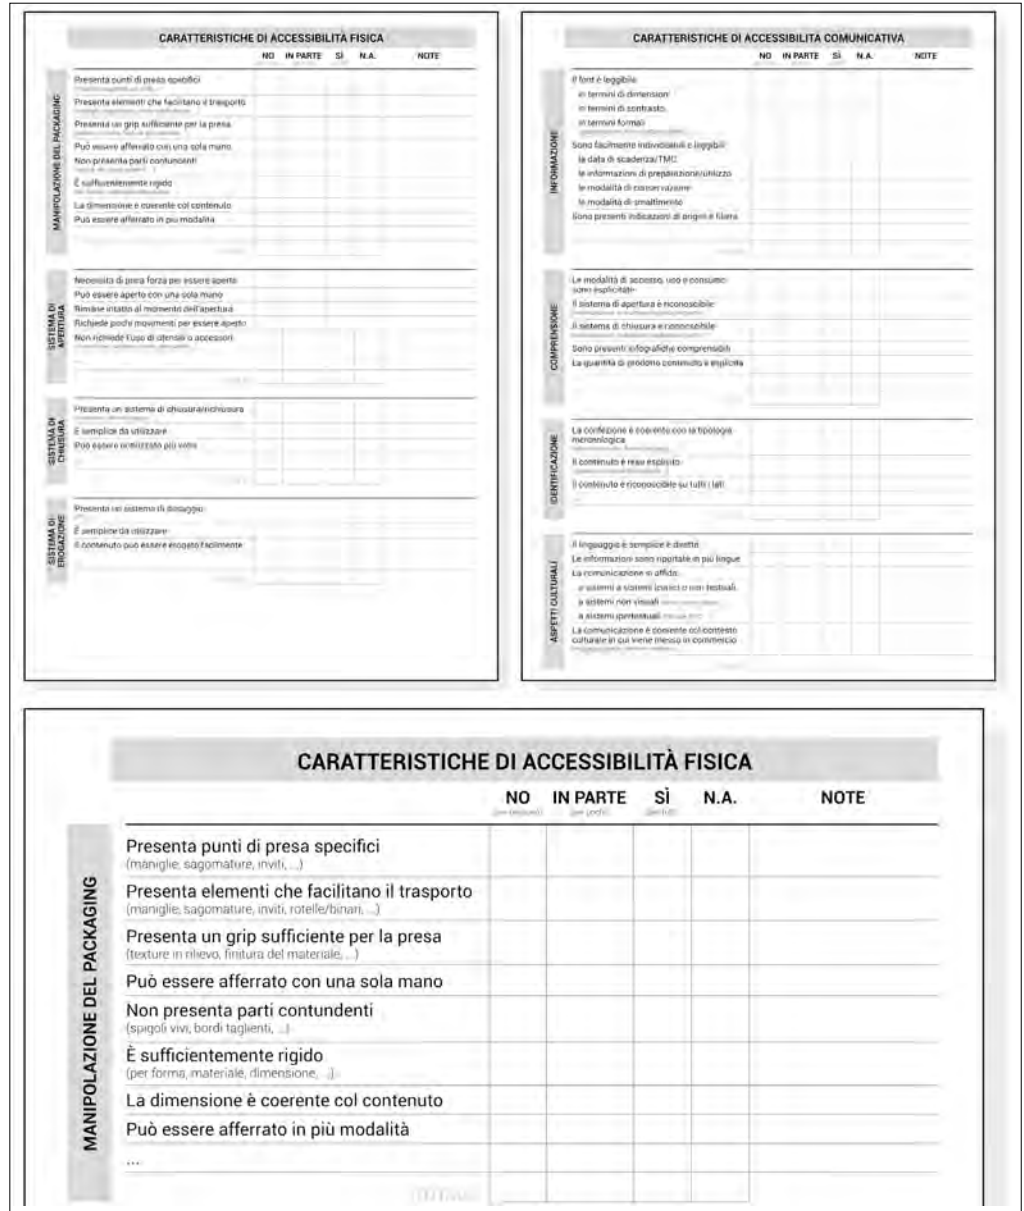 CARATTERISTICHE DI ACCESSIBILITA FISICA
NO IN PARTE SÌ N.A. NOTE
MANIPOLAZIONE DEL PACKAGING
Presenta punti di presa specifici
Presenta elementi che facilitano il trasporto
Presenta un grip sufficiente per la presa
Può essere afferrato con una sola mano
Non presenta parti contundenti
È sufficientemente rigido
La dimensione è coerente col contenuto
Può essere afferrato in più modalità
SISTEMA DI
APERTURA
Necessita di poca forza per essere aperto
Può essere aperto con una sola mano
Rimane intatto al momento dell'apertura
Richiede pochi movimenti per essere aperto
Non richiede l'uso di utensili o accessori
SISTEMA DI
CHIUSURA
Presenta un sistema di chiusura/richiusura
È semplice da utilizzare
Può essere riutilizzato più volte
SISTEMA DI
EROGAZIONE
Presenta un sistema di dosaggio
È semplice da utilizzare
Il contenuto può essere erogato facilmente
CARATTERISTICHE DI ACCESSIBILITA COMUNICATIVA
NO IN PARTE SÌ N.A. NOTE
INFORMAZIONE
Il font è leggibile
in termini di dimensioni
in termini di contrasto
in termini formali
Sono facilmente individuabili e leggibili
la data di scadenza/TMC
le informazioni di preparazione/utilizzo
le modalità di conservazione
le modalità di smaltimento
Sono presenti indicazioni di origini e filiera
COMPRENSIONE
Le modalità di accesso, uso e consumo
sono esplicitate
Il sistema di apertura è riconoscibile
Il sistema di chiusura è riconoscibile
Sono presenti infografiche comprensibili
La quantità di prodotto contenuto è esplicita
IDENTIFICAZIONE
La confezione è coerente con la tipologia
merceologica
Il contenuto è reso esplicito
Il contenuto è riconoscibile su tutti i lati
ASPETTI CULTURALI
Il linguaggio è semplice e diretto
Le informazioni sono riportate in più lingue
La comunicazione si affida
a sistemi a sistemi iconici o non testuali
a sistemi non visuali
a sistemi ipertestuali
La comunicazione è coerente col contesto
culturale in cui viene messo in commercio
CARATTERISTICHE DI ACCESSIBILITÀ FISICA
NO IN PARTE SÌ N.A. NOTE
MANIPOLAZIONE DEL PACKAGING
Presenta punti di presa specifici
(maniglie, sagomature, inviti, ...)
Presenta elementi che facilitano il trasporto
(maniglie, sagomature, inviti, rotelle/binari, ...)
Presenta un grip sufficiente per la presa
(texture in rilievo, finitura del materiale, ...)
Può essere afferrato con una sola mano
Non presenta parti contundenti
(spigoli vivi, bordi taglienti, ...)
È sufficientemente rigido
(per forma, materiale, dimensione, ...)
La dimensione è coerente col contenuto
Può essere afferrato in più modalità
...